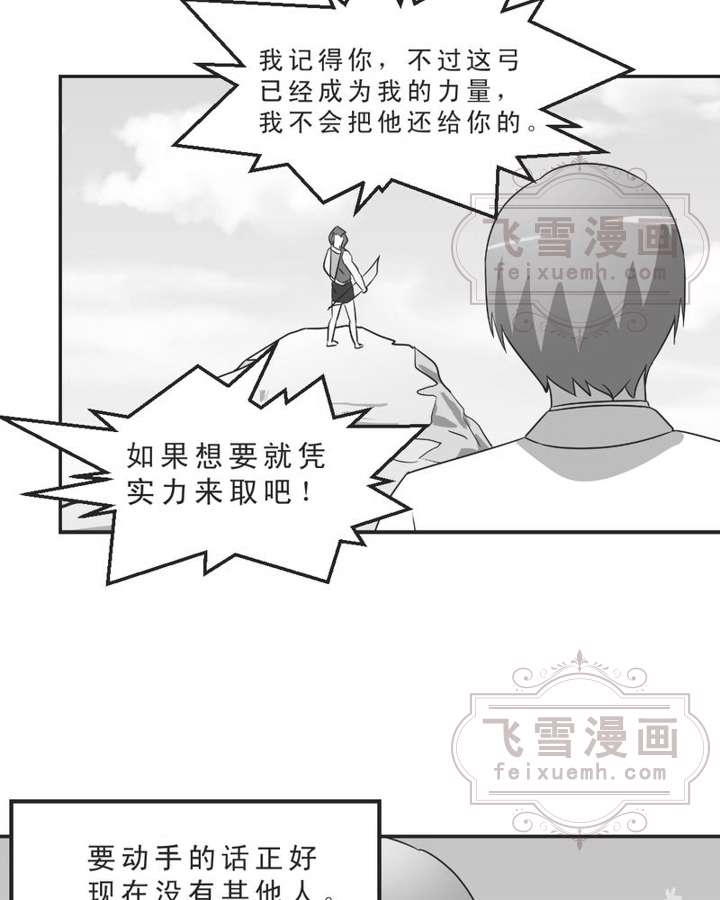 我记得你，不过这弓
已经成为我的力量，
我不会把他还给你的。
飞雪漫画
feixuemh.com
如果想要就凭
实力来取吧！
飞雪漫画
feixuemh.com
要动手的话正好
现在没有其他人。